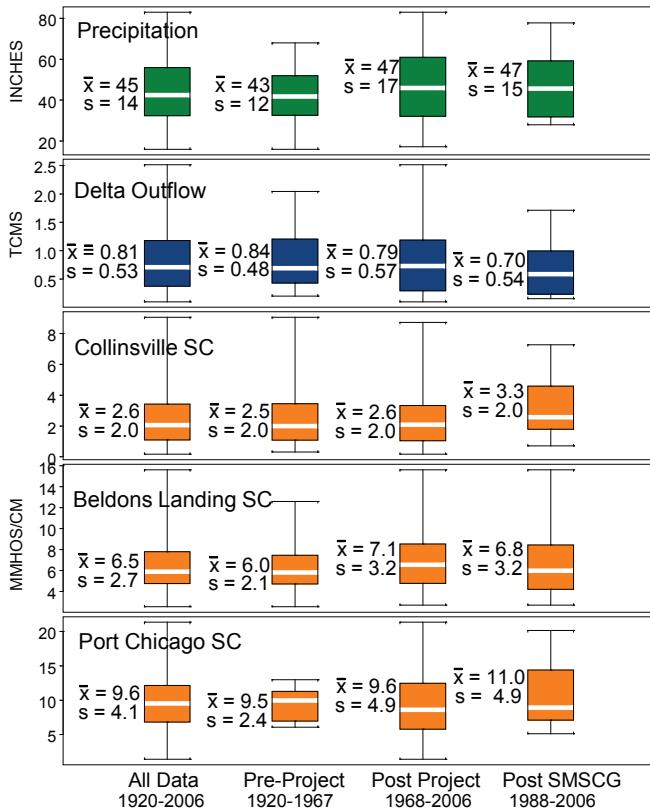 Precipitation
INCHES
80
60
40
20
x̄ = 45
s = 14
x̄ = 43
s = 12
x̄ = 47
s = 17
x̄ = 47
s = 15
Delta Outflow
TCMS
2.5
2.0
1.5
1.0
0.5
x̄ = 0.81
s = 0.53
x̄ = 0.84
s = 0.48
x̄ = 0.79
s = 0.57
x̄ = 0.70
s = 0.54
Collinsville SC
8
6
4
2
0
x̄ = 2.6
s = 2.0
x̄ = 2.5
s = 2.0
x̄ = 2.6
s = 2.0
x̄ = 3.3
s = 2.0
Beldons Landing SC
MMHOS/CM
16
14
12
10
8
6
4
x̄ = 6.5
s = 2.7
x̄ = 6.0
s = 2.1
x̄ = 7.1
s = 3.2
x̄ = 6.8
s = 3.2
Port Chicago SC
20
15
10
5
x̄ = 9.6
s = 4.1
x̄ = 9.5
s = 2.4
x̄ = 9.6
s = 4.9
x̄ = 11.0
s = 4.9
All Data
1920-2006
Pre-Project
1920-1967
Post Project
1968-2006
Post SMSCG
1988-2006